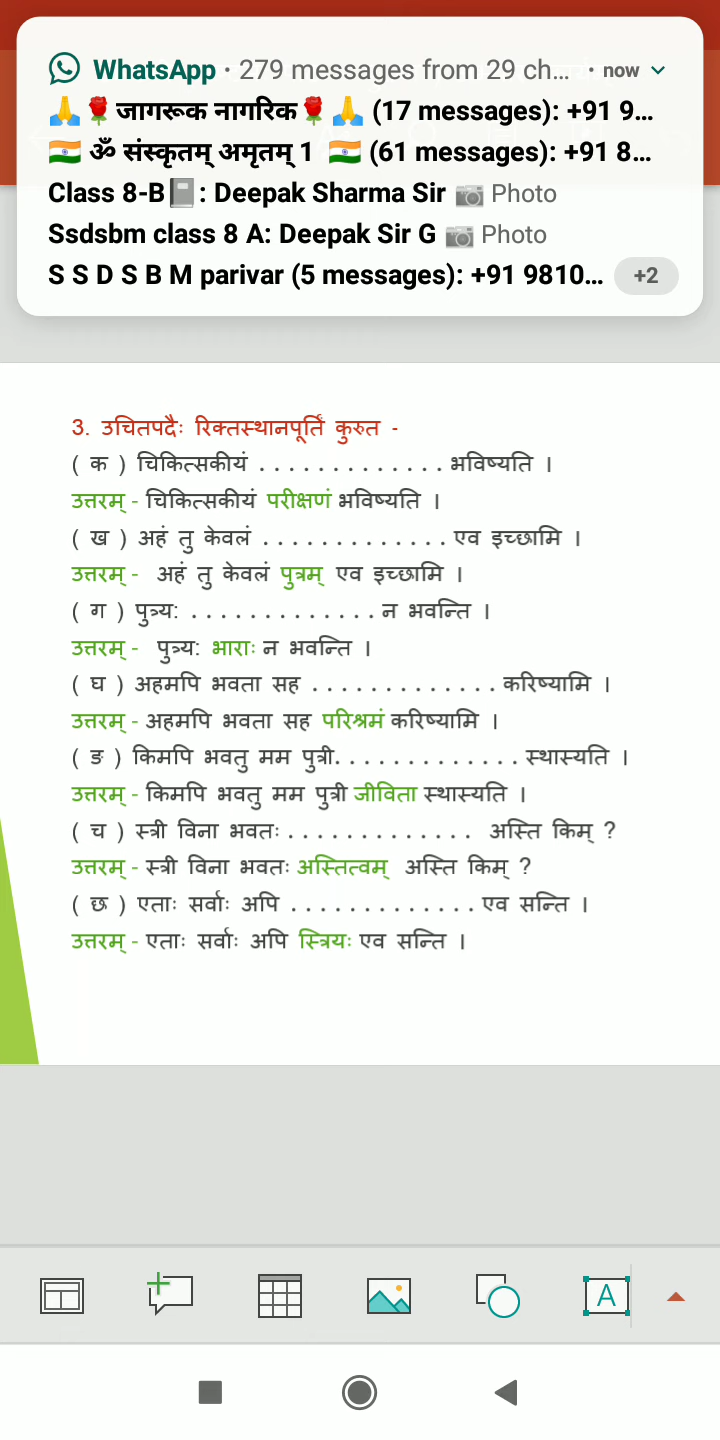 WhatsApp · 279 messages from 29 ch... · now
🙏🌹जागरूक नागरिक🌹🙏 (17 messages): +91 9...
🇮🇳 ॐ संस्कृतम् अमृतम् 1 🇮🇳 (61 messages): +91 8...
Class 8-B📓: Deepak Sharma Sir 📷 Photo
Ssdsbm class 8 A: Deepak Sir G 📷 Photo
S S D S B M parivar (5 messages): +91 9810... +2
3. उचितपदैः रिक्तस्थानपूर्तिं कुरुत -
( क ) चिकित्सकीयं . . . . . . . . . . . . . भविष्यति ।
उत्तरम् - चिकित्सकीयं परीक्षणं भविष्यति ।
( ख ) अहं तु केवलं . . . . . . . . . . . . . एव इच्छामि ।
उत्तरम् - अहं तु केवलं पुत्रम् एव इच्छामि ।
( ग ) पुत्र्य: . . . . . . . . . . . . . न भवन्ति ।
उत्तरम् - पुत्र्य: भाराः न भवन्ति ।
( घ ) अहमपि भवता सह . . . . . . . . . . . . . करिष्यामि ।
उत्तरम् - अहमपि भवता सह परिश्रमं करिष्यामि ।
( ङ ) किमपि भवतु मम पुत्री. . . . . . . . . . . . . स्थास्यति ।
उत्तरम् - किमपि भवतु मम पुत्री जीविता स्थास्यति ।
( च ) स्त्री विना भवतः . . . . . . . . . . . . . अस्ति किम् ?
उत्तरम् - स्त्री विना भवतः अस्तित्वम् अस्ति किम् ?
( छ ) एताः सर्वाः अपि . . . . . . . . . . . . . एव सन्ति ।
उत्तरम् - एताः सर्वाः अपि स्त्रियः एव सन्ति ।
A